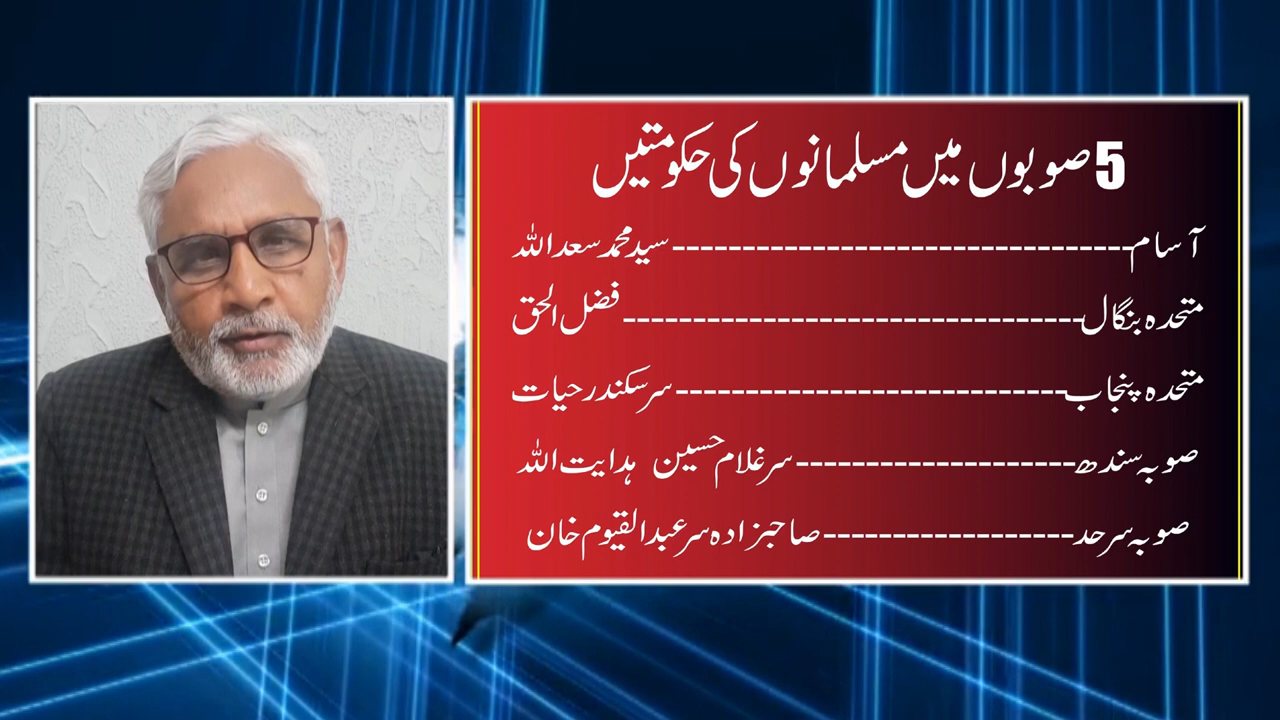 5 صوبوں میں مسلمانوں کی حکومتیں
آسام---------------------------------سید محمد سعد اللہ
متحدہ بنگال---------------------------------فضل الحق
متحدہ پنجاب----------------------------سر سکندر حیات
صوبہ سندھ--------------------سر غلام حسین ہدایت اللہ
صوبہ سرحد------------------صاحبزادہ سر عبدالقیوم خان